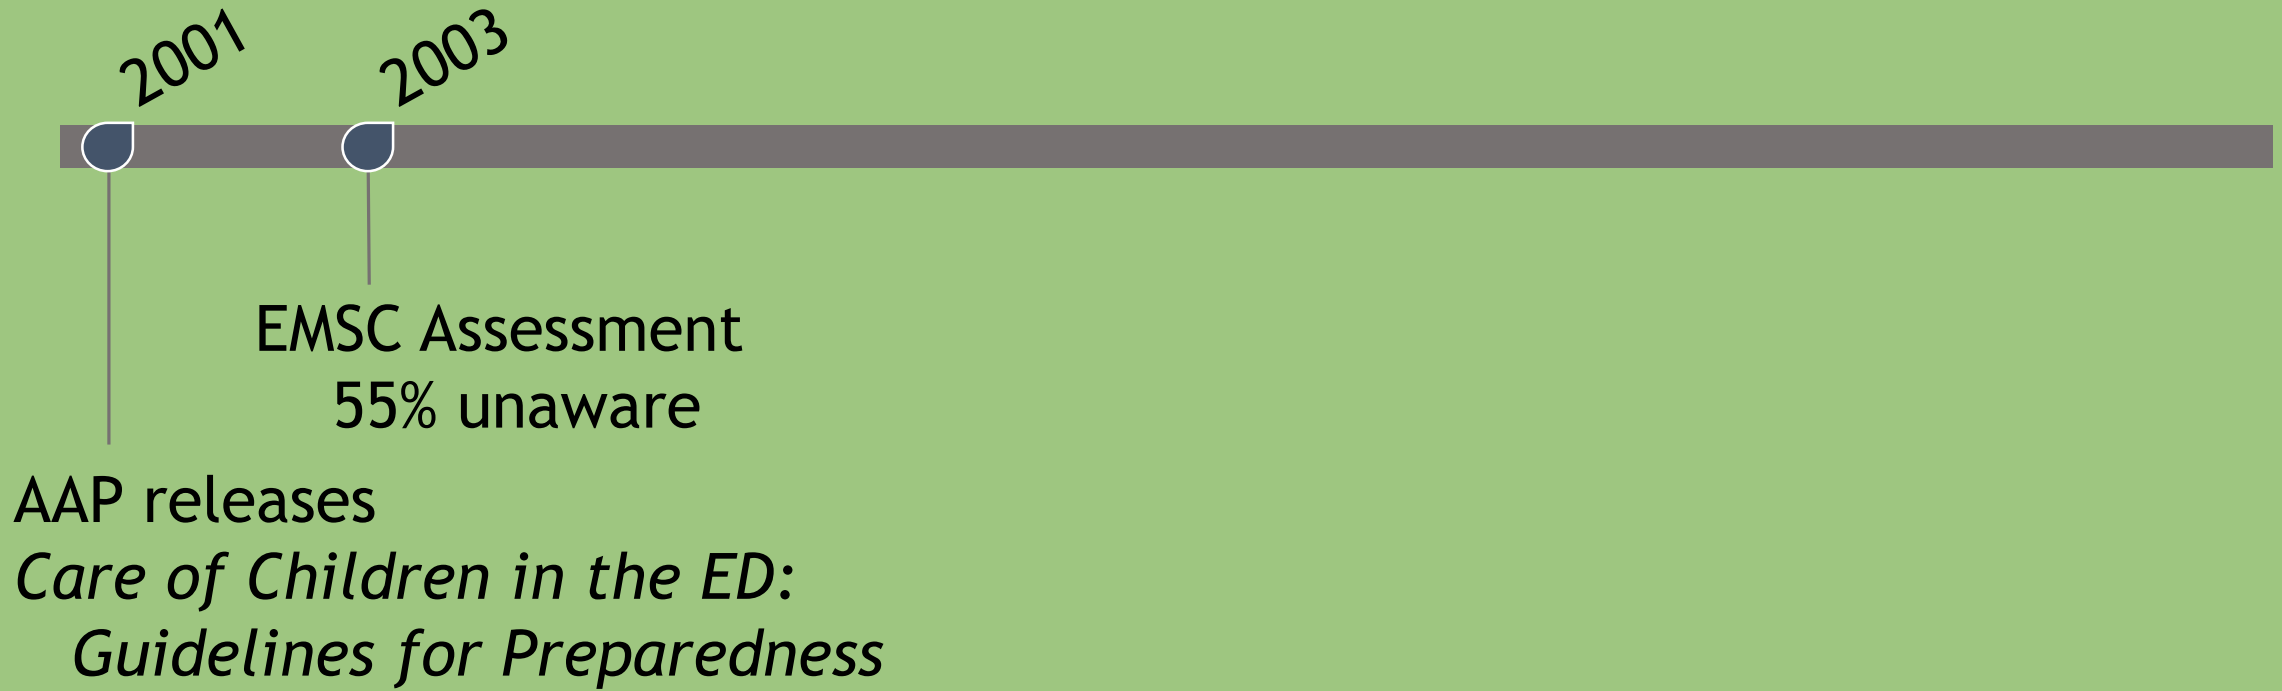 2001
2003
EMSC Assessment
55% unaware
AAP releases
Care of Children in the ED:
Guidelines for Preparedness